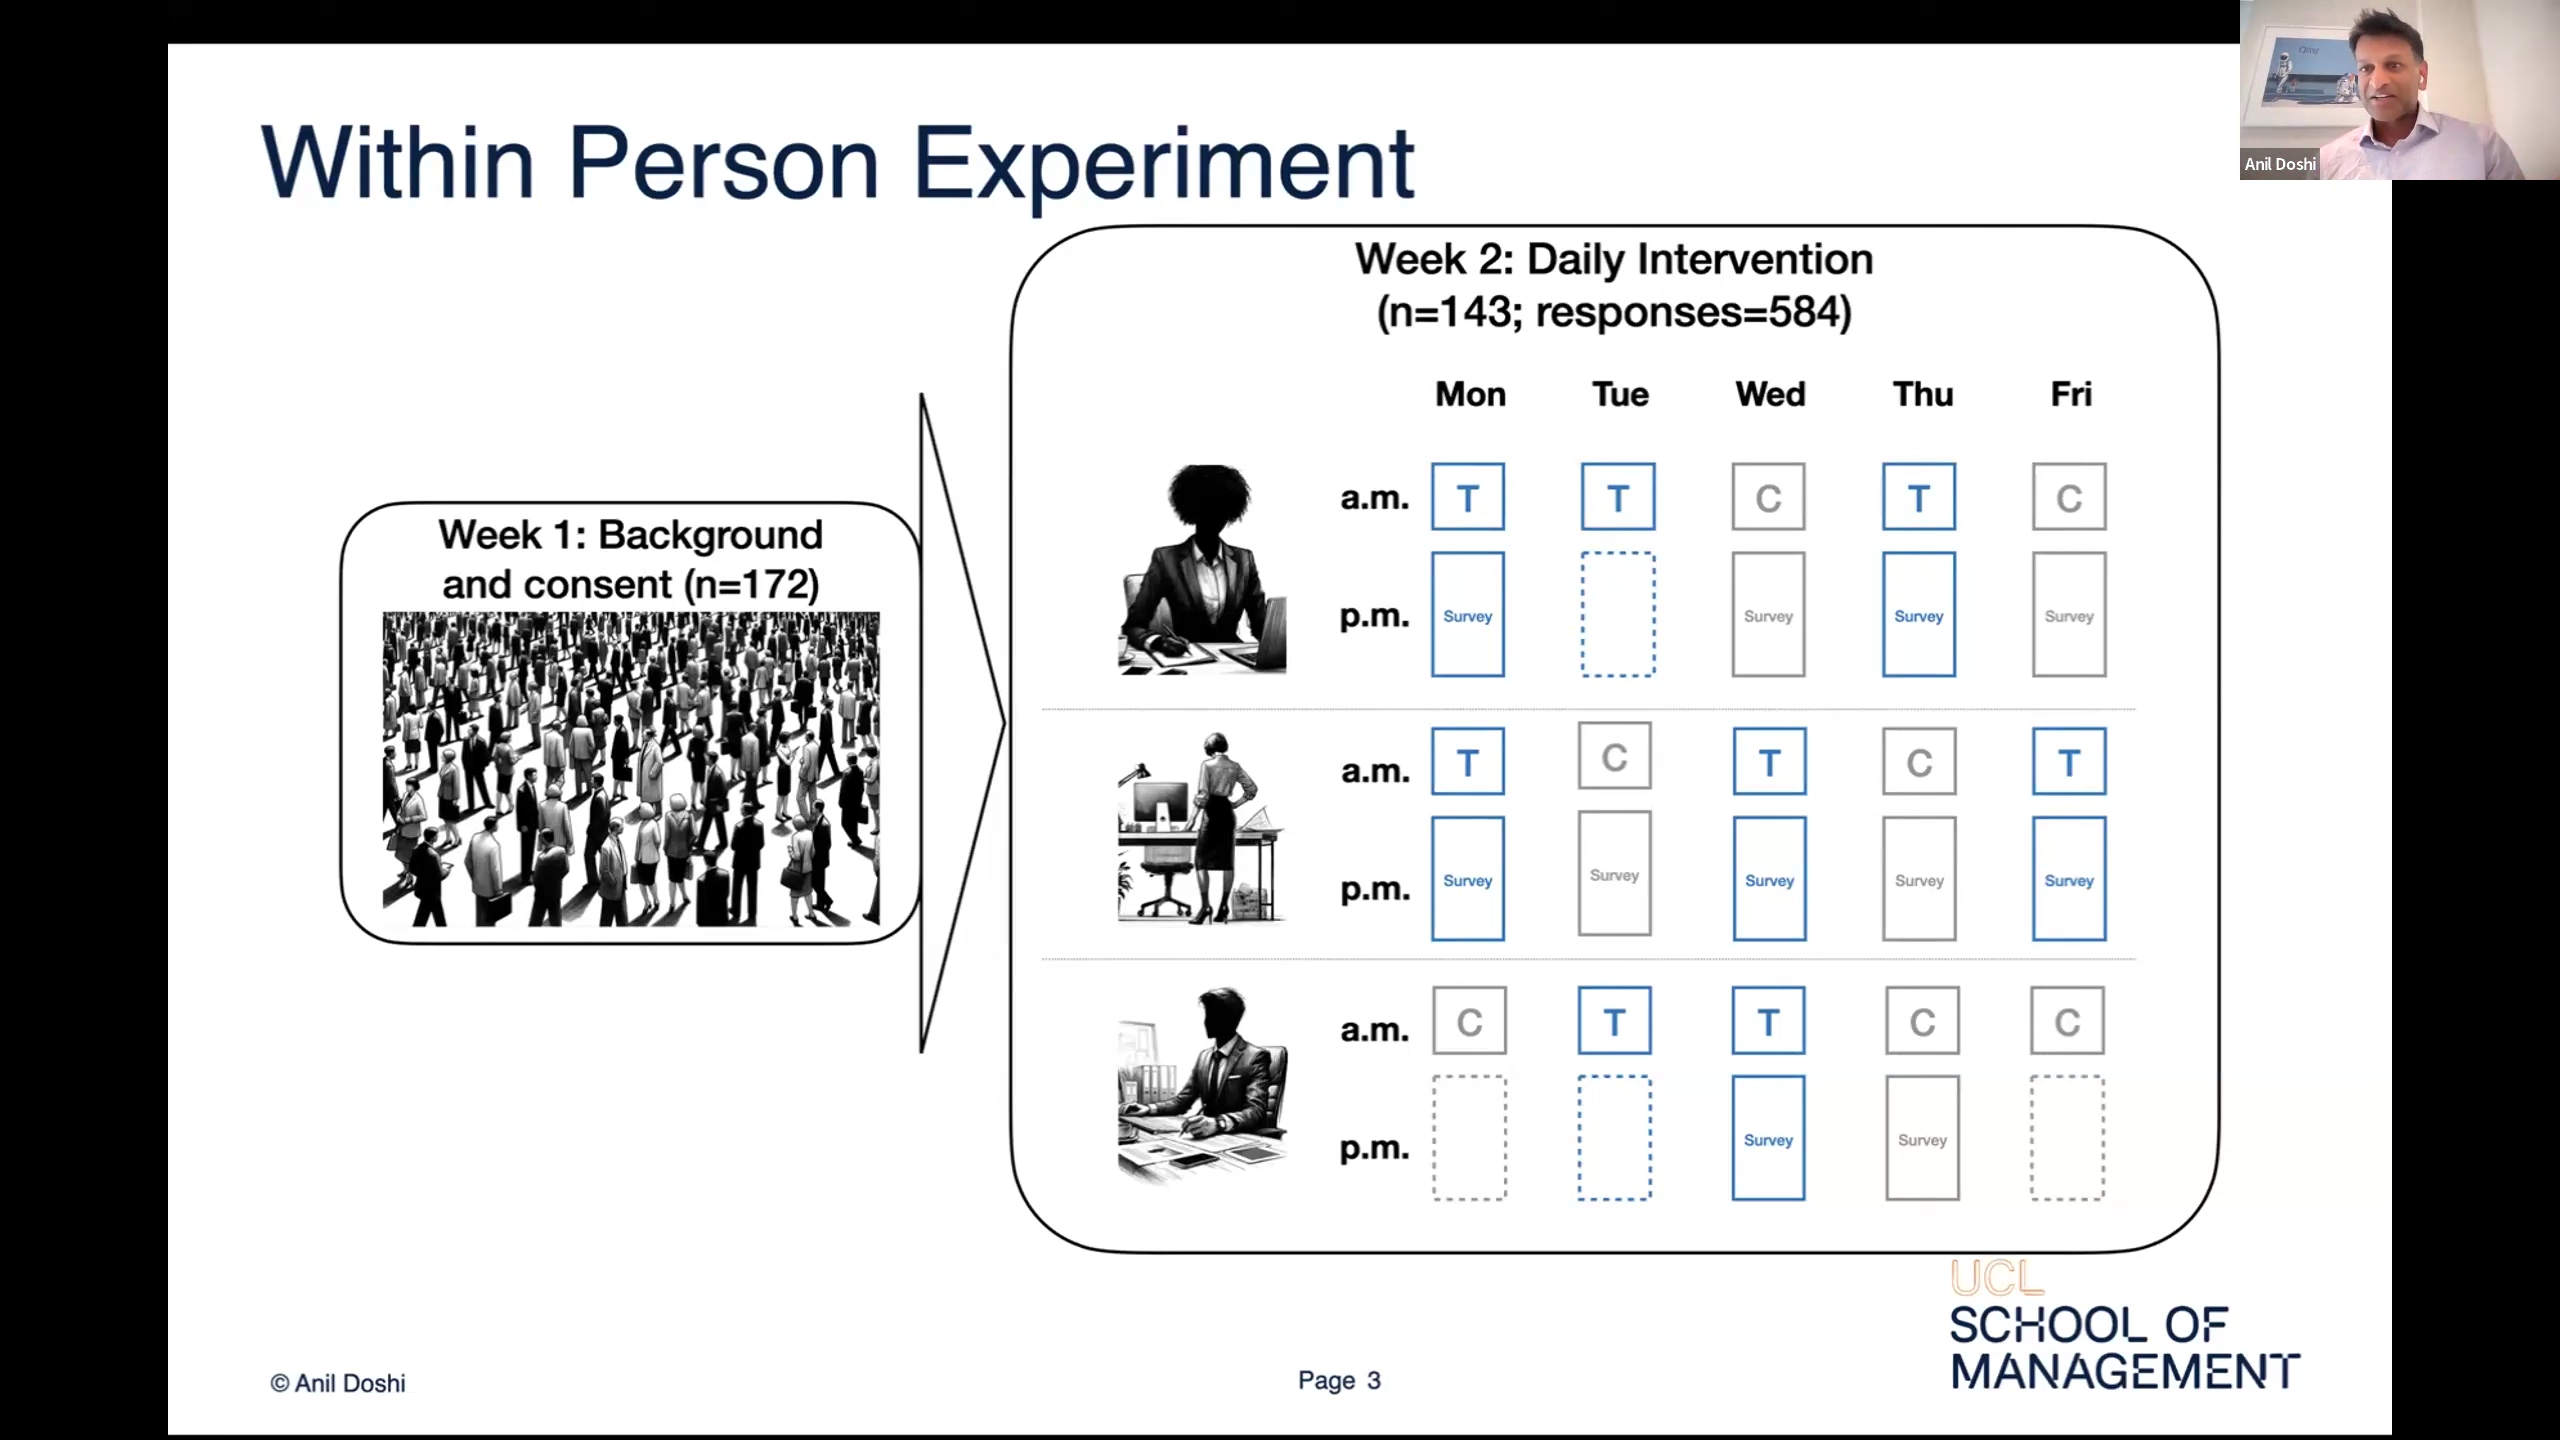 Within Person Experiment
Anil Doshi
Week 1: Background
and consent (n=172)
Week 2: Daily Intervention
(n=143; responses=584)
Mon Tue Wed Thu Fri
a.m. T T C T C
p.m. Survey Survey Survey Survey
a.m. T C T C T
p.m. Survey Survey Survey Survey Survey
a.m. C T T C C
p.m. Survey Survey
UCL
SCHOOL OF
MANAGEMENT
© Anil Doshi
Page 3